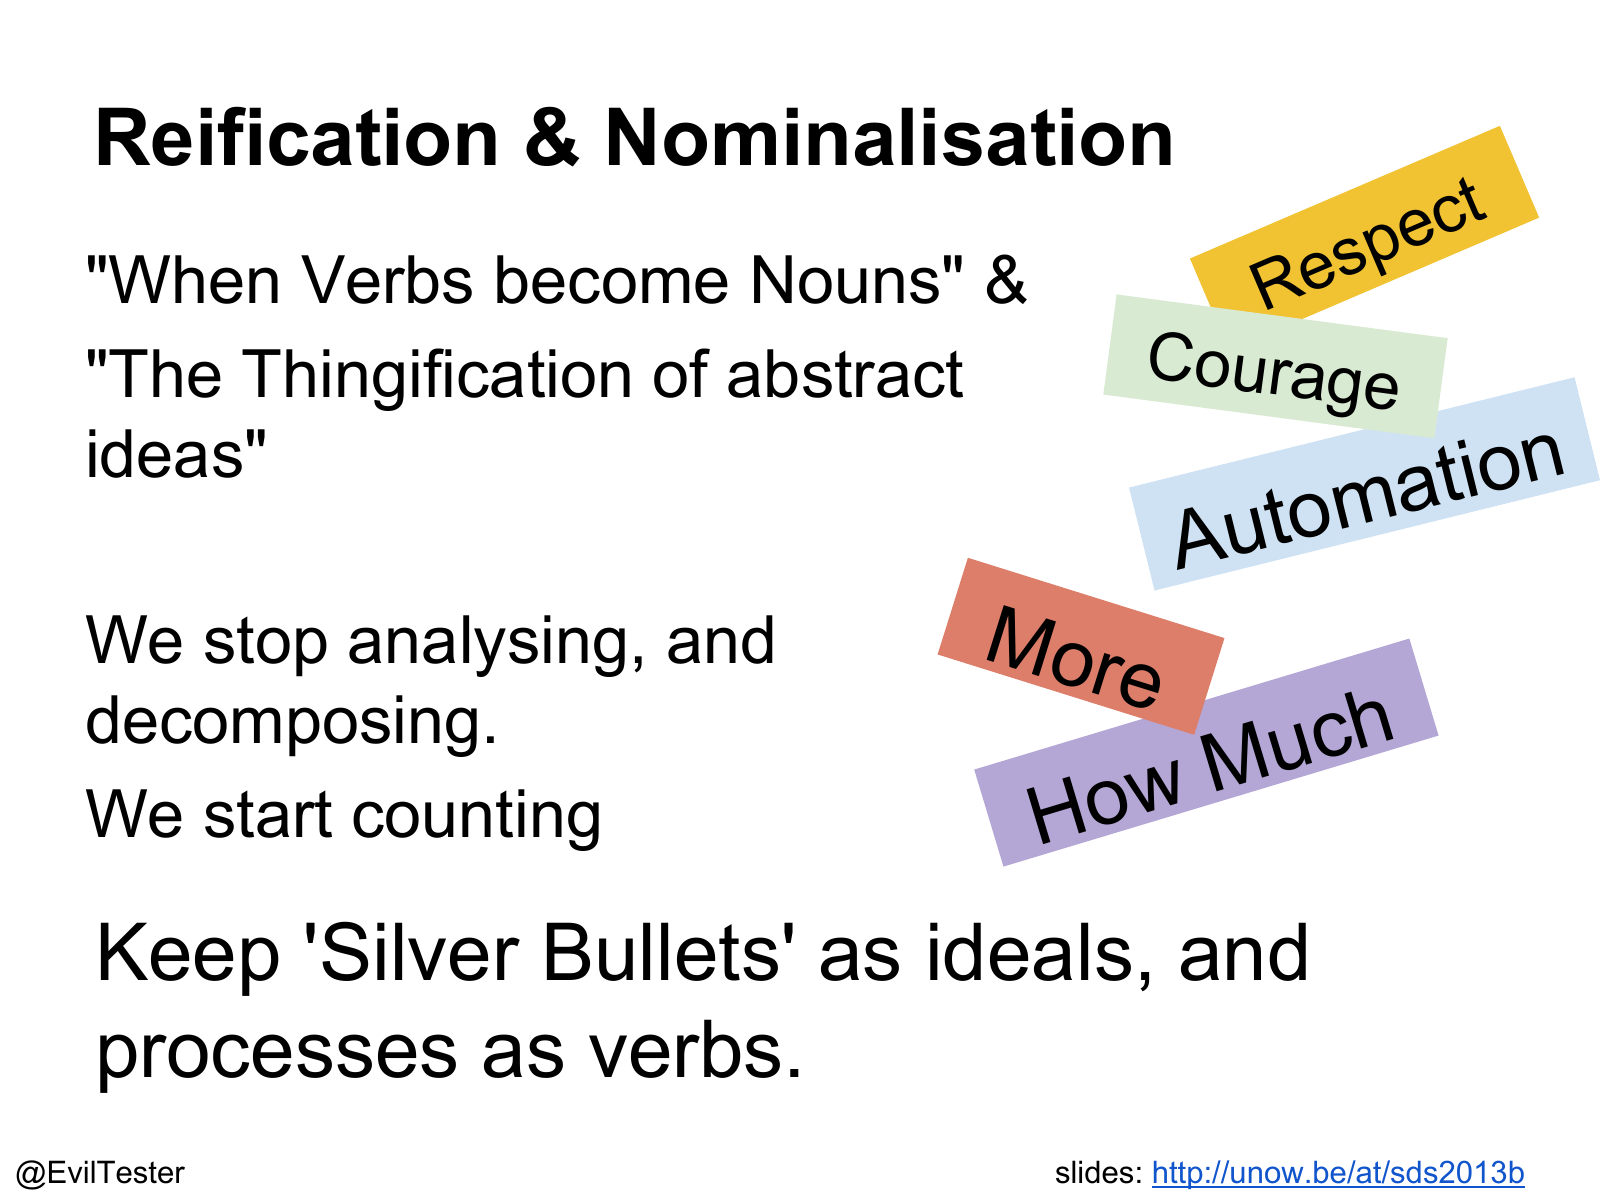 Reification & Nominalisation
"When Verbs become Nouns" &
"The Thingification of abstract
ideas"
Respect
Courage
Automation
We stop analysing, and
decomposing.
We start counting
More
How Much
Keep 'Silver Bullets' as ideals, and
processes as verbs.
@EvilTester
slides: http://unow.be/at/sds2013b